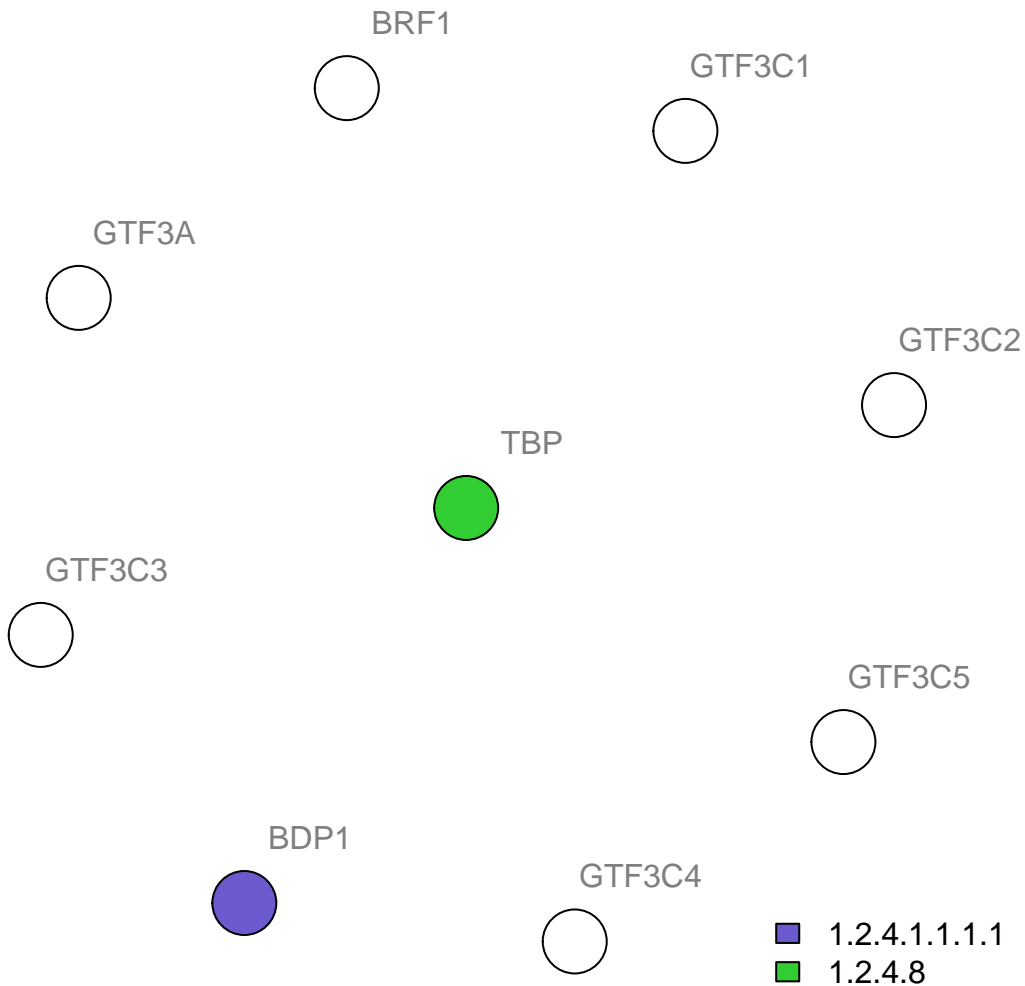 BRF1
GTF3C1
GTF3A
GTF3C2
TBP
GTF3C3
GTF3C5
BDP1
GTF3C4
1.2.4.1.1.1.1
1.2.4.8